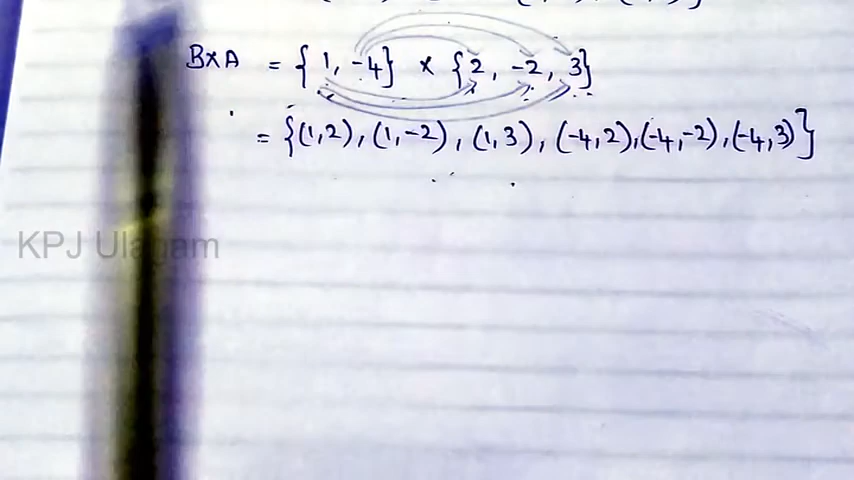 B×A = {1, -4} × {2, -2, 3}
= {(1,2), (1,-2), (1,3), (-4,2), (-4,-2), (-4,3)}
KPJ Ulagam